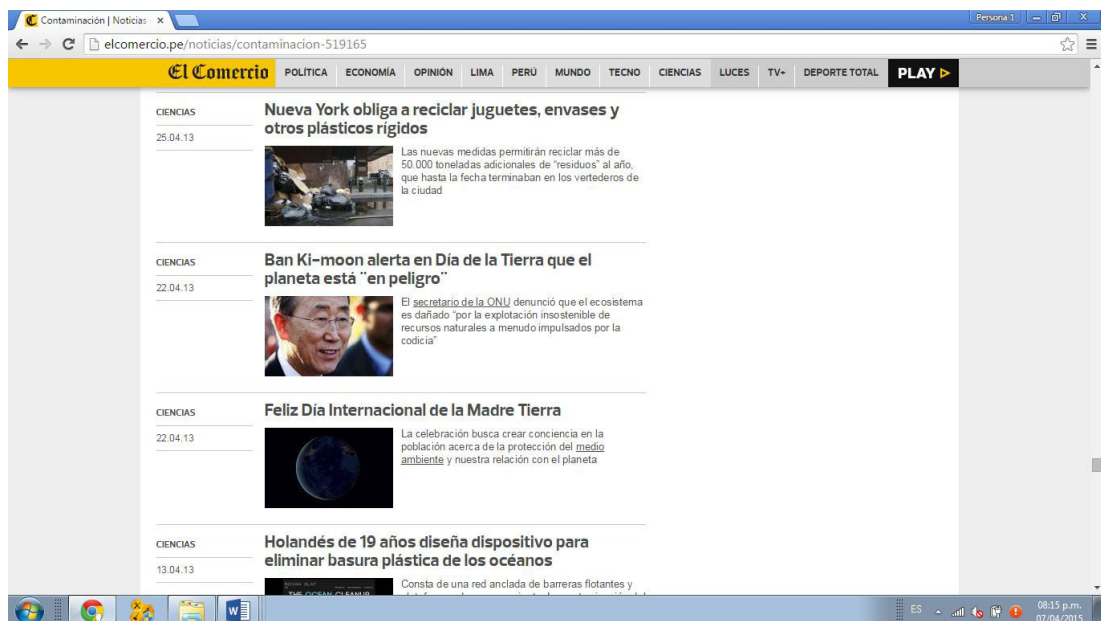 Contaminación | Noticias
Persona 1
elcomercio.pe/noticias/contaminacion-519165
El Comercio POLÍTICA ECONOMÍA OPINIÓN LIMA PERÚ MUNDO TECNO CIENCIAS LUCES TV+ DEPORTE TOTAL PLAY
CIENCIAS
25.04.13
Nueva York obliga a reciclar juguetes, envases y
otros plásticos rígidos
Las nuevas medidas permitirán reciclar más de
50.000 toneladas adicionales de “residuos” al año,
que hasta la fecha terminaban en los vertederos de
la ciudad
CIENCIAS
22.04.13
Ban Ki-moon alerta en Día de la Tierra que el
planeta está ¨en peligro¨
El secretario de la ONU denunció que el ecosistema
es dañado “por la explotación insostenible de
recursos naturales a menudo impulsados por la
codicia”
CIENCIAS
22.04.13
Feliz Día Internacional de la Madre Tierra
La celebración busca crear conciencia en la
población acerca de la protección del medio
ambiente y nuestra relación con el planeta
CIENCIAS
13.04.13
Holandés de 19 años diseña dispositivo para
eliminar basura plástica de los océanos
THE OCEAN CLEANUP
Consta de una red anclada de barreras flotantes y
ES
08:15 p.m.
07/04/2015